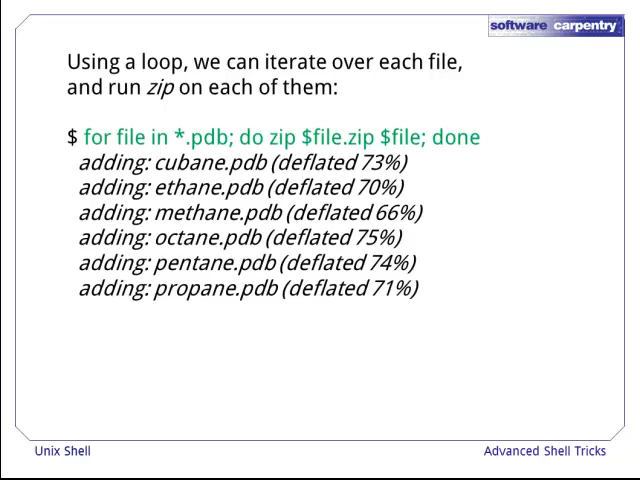 software carpentry
Using a loop, we can iterate over each file,
and run zip on each of them:
$ for file in *.pdb; do zip $file.zip $file; done
adding: cubane.pdb (deflated 73%)
adding: ethane.pdb (deflated 70%)
adding: methane.pdb (deflated 66%)
adding: octane.pdb (deflated 75%)
adding: pentane.pdb (deflated 74%)
adding: propane.pdb (deflated 71%)
Unix Shell
Advanced Shell Tricks